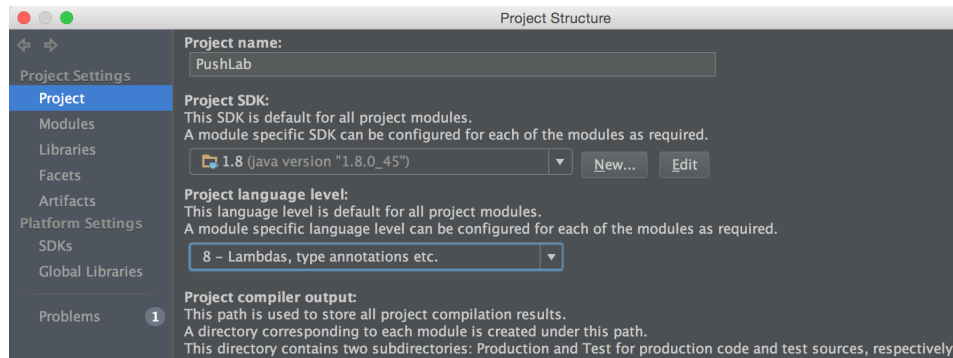 Project Structure
Project Settings
Project
Modules
Libraries
Facets
Artifacts
Platform Settings
SDKs
Global Libraries
Problems 1
Project name:
PushLab
Project SDK:
This SDK is default for all project modules.
A module specific SDK can be configured for each of the modules as required.
1.8 (java version "1.8.0_45") New... Edit
Project language level:
This language level is default for all project modules.
A module specific language level can be configured for each of the modules as required.
8 – Lambdas, type annotations etc.
Project compiler output:
This path is used to store all project compilation results.
A directory corresponding to each module is created under this path.
This directory contains two subdirectories: Production and Test for production code and test sources, respectively